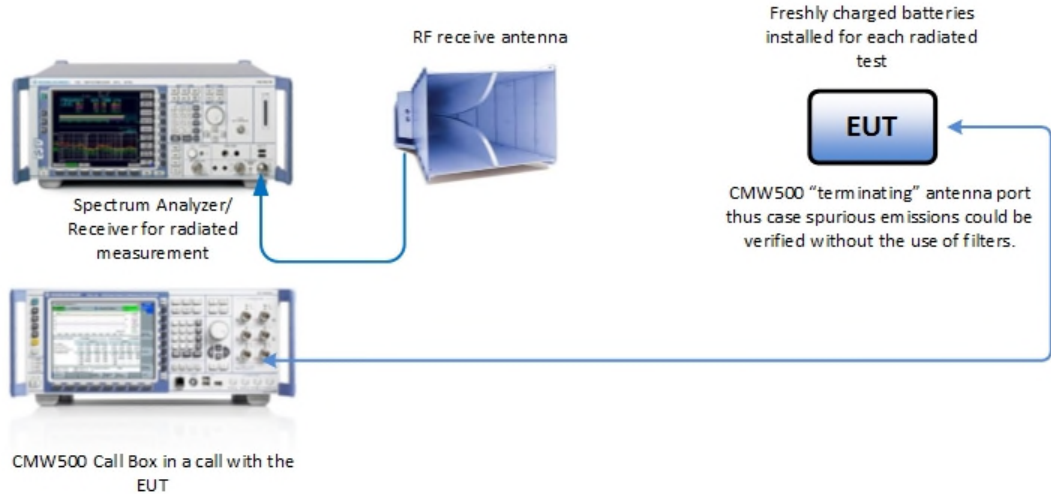 Freshly charged batteries
installed for each radiated
test
RF receive antenna
EUT
Spectrum Analyzer/
Receiver for radiated
measurement
CMW500 “terminating” antenna port
thus case spurious emissions could be
verified without the use of filters.
CMW500 Call Box in a call with the
EUT